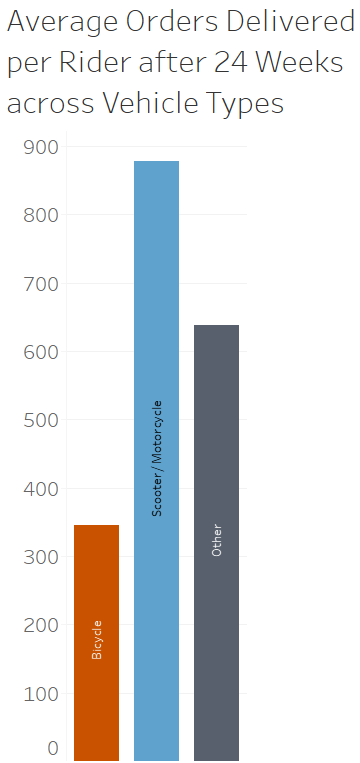 Average Orders Delivered
per Rider after 24 Weeks
across Vehicle Types
900
800
700
600
500
400
300
200
100
0
Bicycle
Scooter / Motorcycle
Other